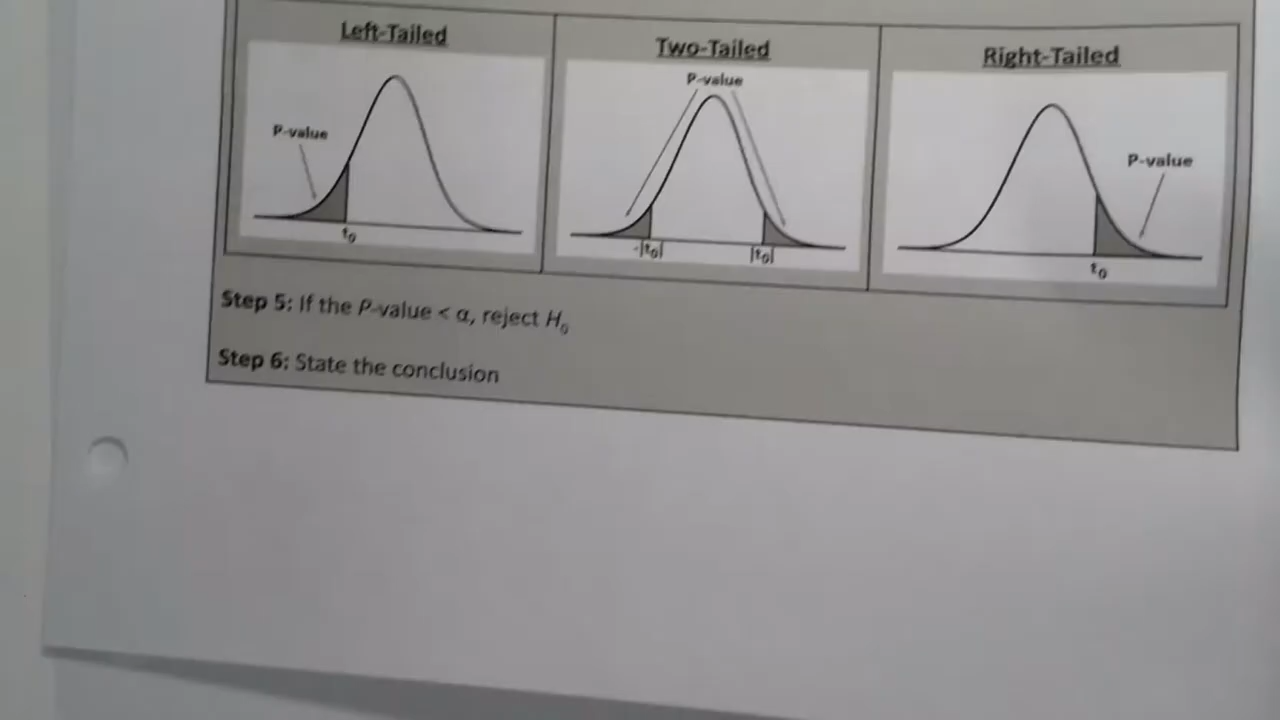 Left-Tailed
P-value
t₀
Two-Tailed
P-value
-|t₀|
|t₀|
Right-Tailed
P-value
t₀
Step 5: If the P-value < α, reject H₀
Step 6: State the conclusion